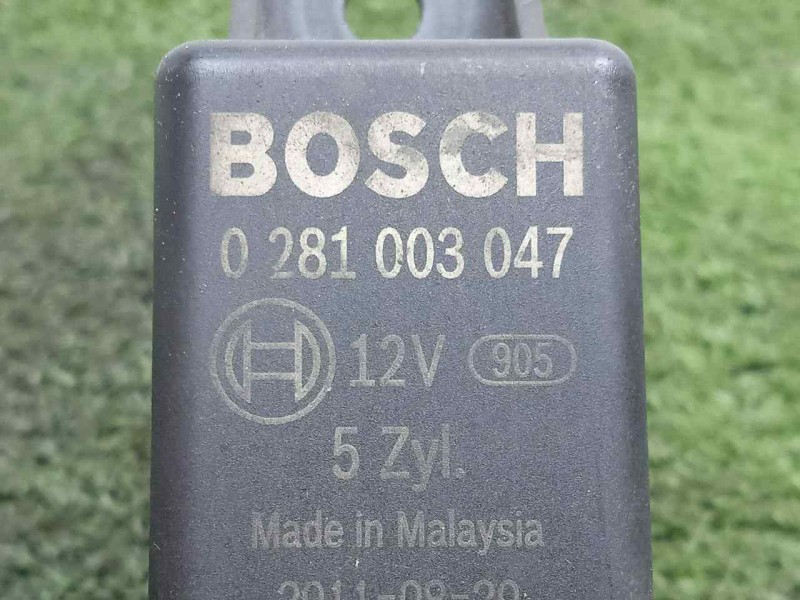 BOSCH
0 281 003 047
12V 905
5 Zyl.
Made in Malaysia